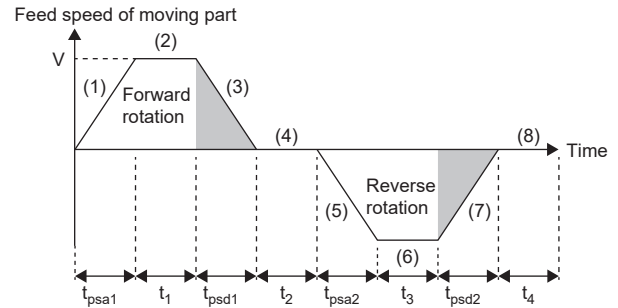 Feed speed of moving part
(2)
V
(1)
(3)
Forward
rotation
(4)
(8)
Time
Reverse
rotation
(5)
(7)
(6)
tpsa1 t1 tpsd1 t2 tpsa2 t3 tpsd2 t4